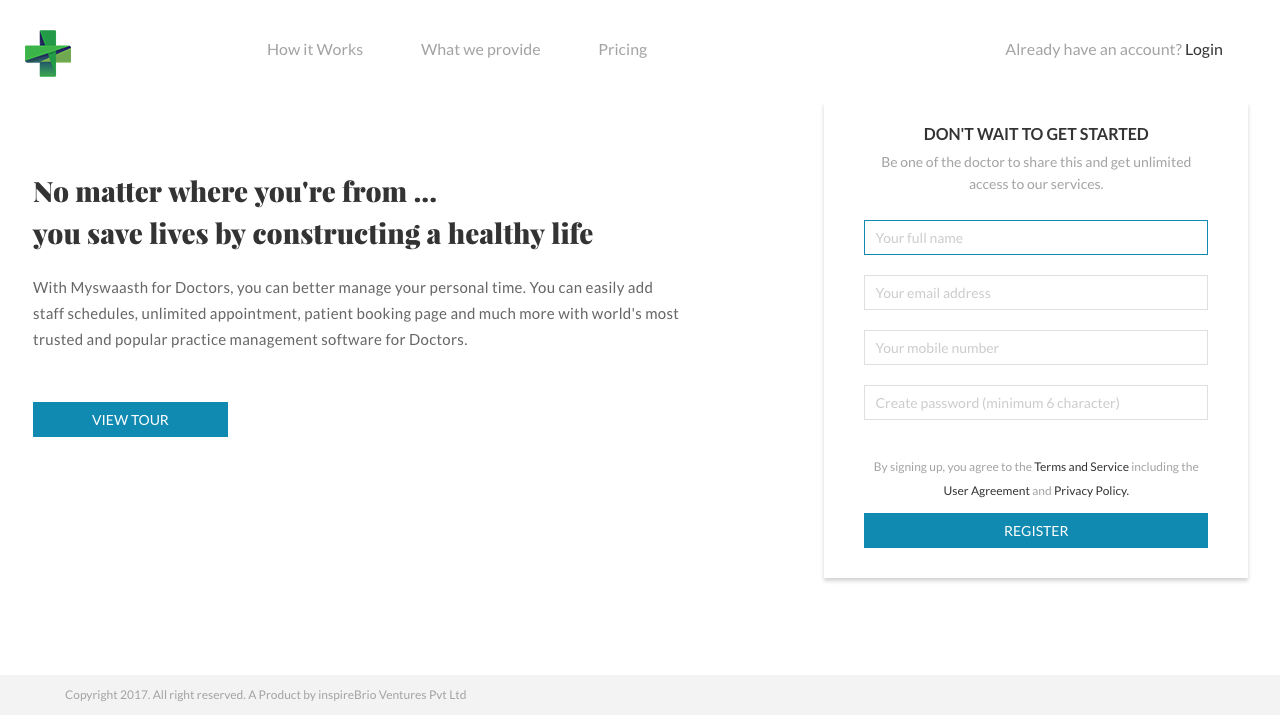 How it Works
What we provide
Pricing
Already have an account? Login
No matter where you're from ...
you save lives by constructing a healthy life
With Myswaasth for Doctors, you can better manage your personal time. You can easily add
staff schedules, unlimited appointment, patient booking page and much more with world's most
trusted and popular practice management software for Doctors.
VIEW TOUR
DON'T WAIT TO GET STARTED
Be one of the doctor to share this and get unlimited
access to our services.
Your full name
Your email address
Your mobile number
Create password (minimum 6 character)
By signing up, you agree to the Terms and Service including the
User Agreement and Privacy Policy.
REGISTER
Copyright 2017. All right reserved. A Product by inspireBrio Ventures Pvt Ltd